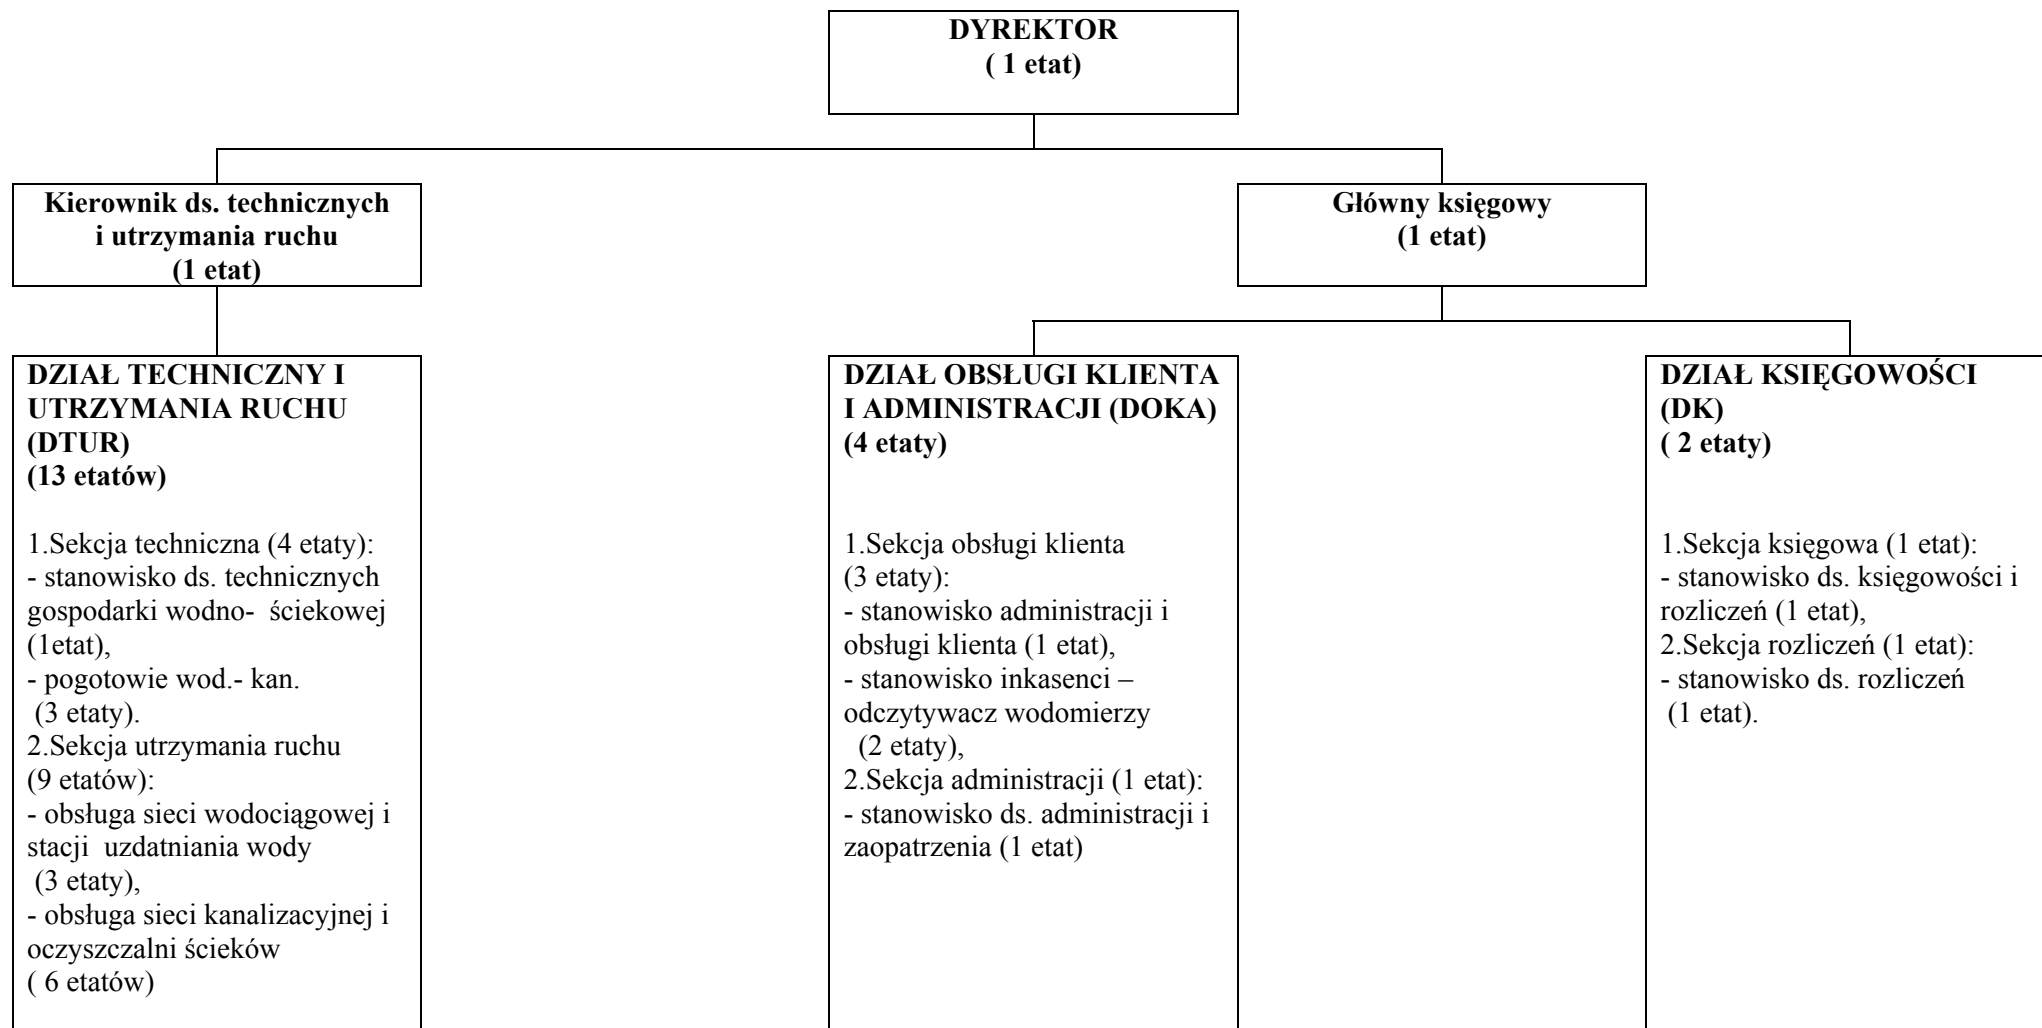 DYREKTOR
( 1 etat)
Kierownik ds. technicznych
i utrzymania ruchu
(1 etat)
Główny księgowy
(1 etat)
DZIAŁ TECHNICZNY I
UTRZYMANIA RUCHU
(DTUR)
(13 etatów)
1.Sekcja techniczna (4 etaty):
- stanowisko ds. technicznych
gospodarki wodno-  ściekowej
(1etat),
- pogotowie wod.- kan.
(3 etaty).
2.Sekcja utrzymania ruchu
(9 etatów):
- obsługa sieci wodociągowej i
stacji  uzdatniania wody
(3 etaty),
- obsługa sieci kanalizacyjnej i
oczyszczalni ścieków
( 6 etatów)
DZIAŁ OBSŁUGI KLIENTA
I ADMINISTRACJI (DOKA)
(4 etaty)
1.Sekcja obsługi klienta
(3 etaty):
- stanowisko administracji i
obsługi klienta (1 etat),
- stanowisko inkasenci –
odczytywacz wodomierzy
(2 etaty),
2.Sekcja administracji (1 etat):
- stanowisko ds. administracji i
zaopatrzenia (1 etat)
DZIAŁ KSIĘGOWOŚCI
(DK)
( 2 etaty)
1.Sekcja księgowa (1 etat):
- stanowisko ds. księgowości i
rozliczeń (1 etat),
2.Sekcja rozliczeń (1 etat):
- stanowisko ds. rozliczeń
(1 etat).